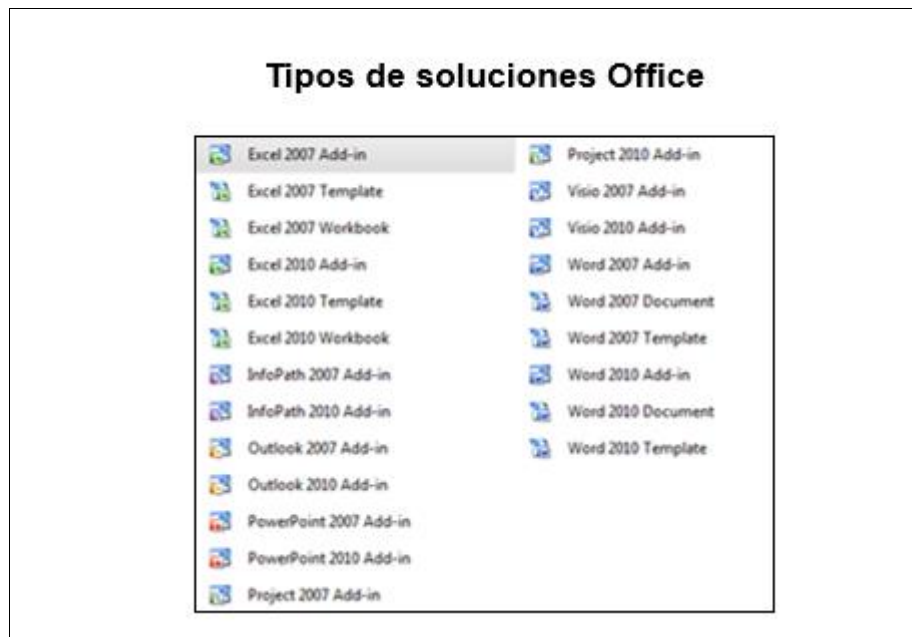 Tipos de soluciones Office
Excel 2007 Add-in
Excel 2007 Template
Excel 2007 Workbook
Excel 2010 Add-in
Excel 2010 Template
Excel 2010 Workbook
InfoPath 2007 Add-in
InfoPath 2010 Add-in
Outlook 2007 Add-in
Outlook 2010 Add-in
PowerPoint 2007 Add-in
PowerPoint 2010 Add-in
Project 2007 Add-in
Project 2010 Add-in
Visio 2007 Add-in
Visio 2010 Add-in
Word 2007 Add-in
Word 2007 Document
Word 2007 Template
Word 2010 Add-in
Word 2010 Document
Word 2010 Template